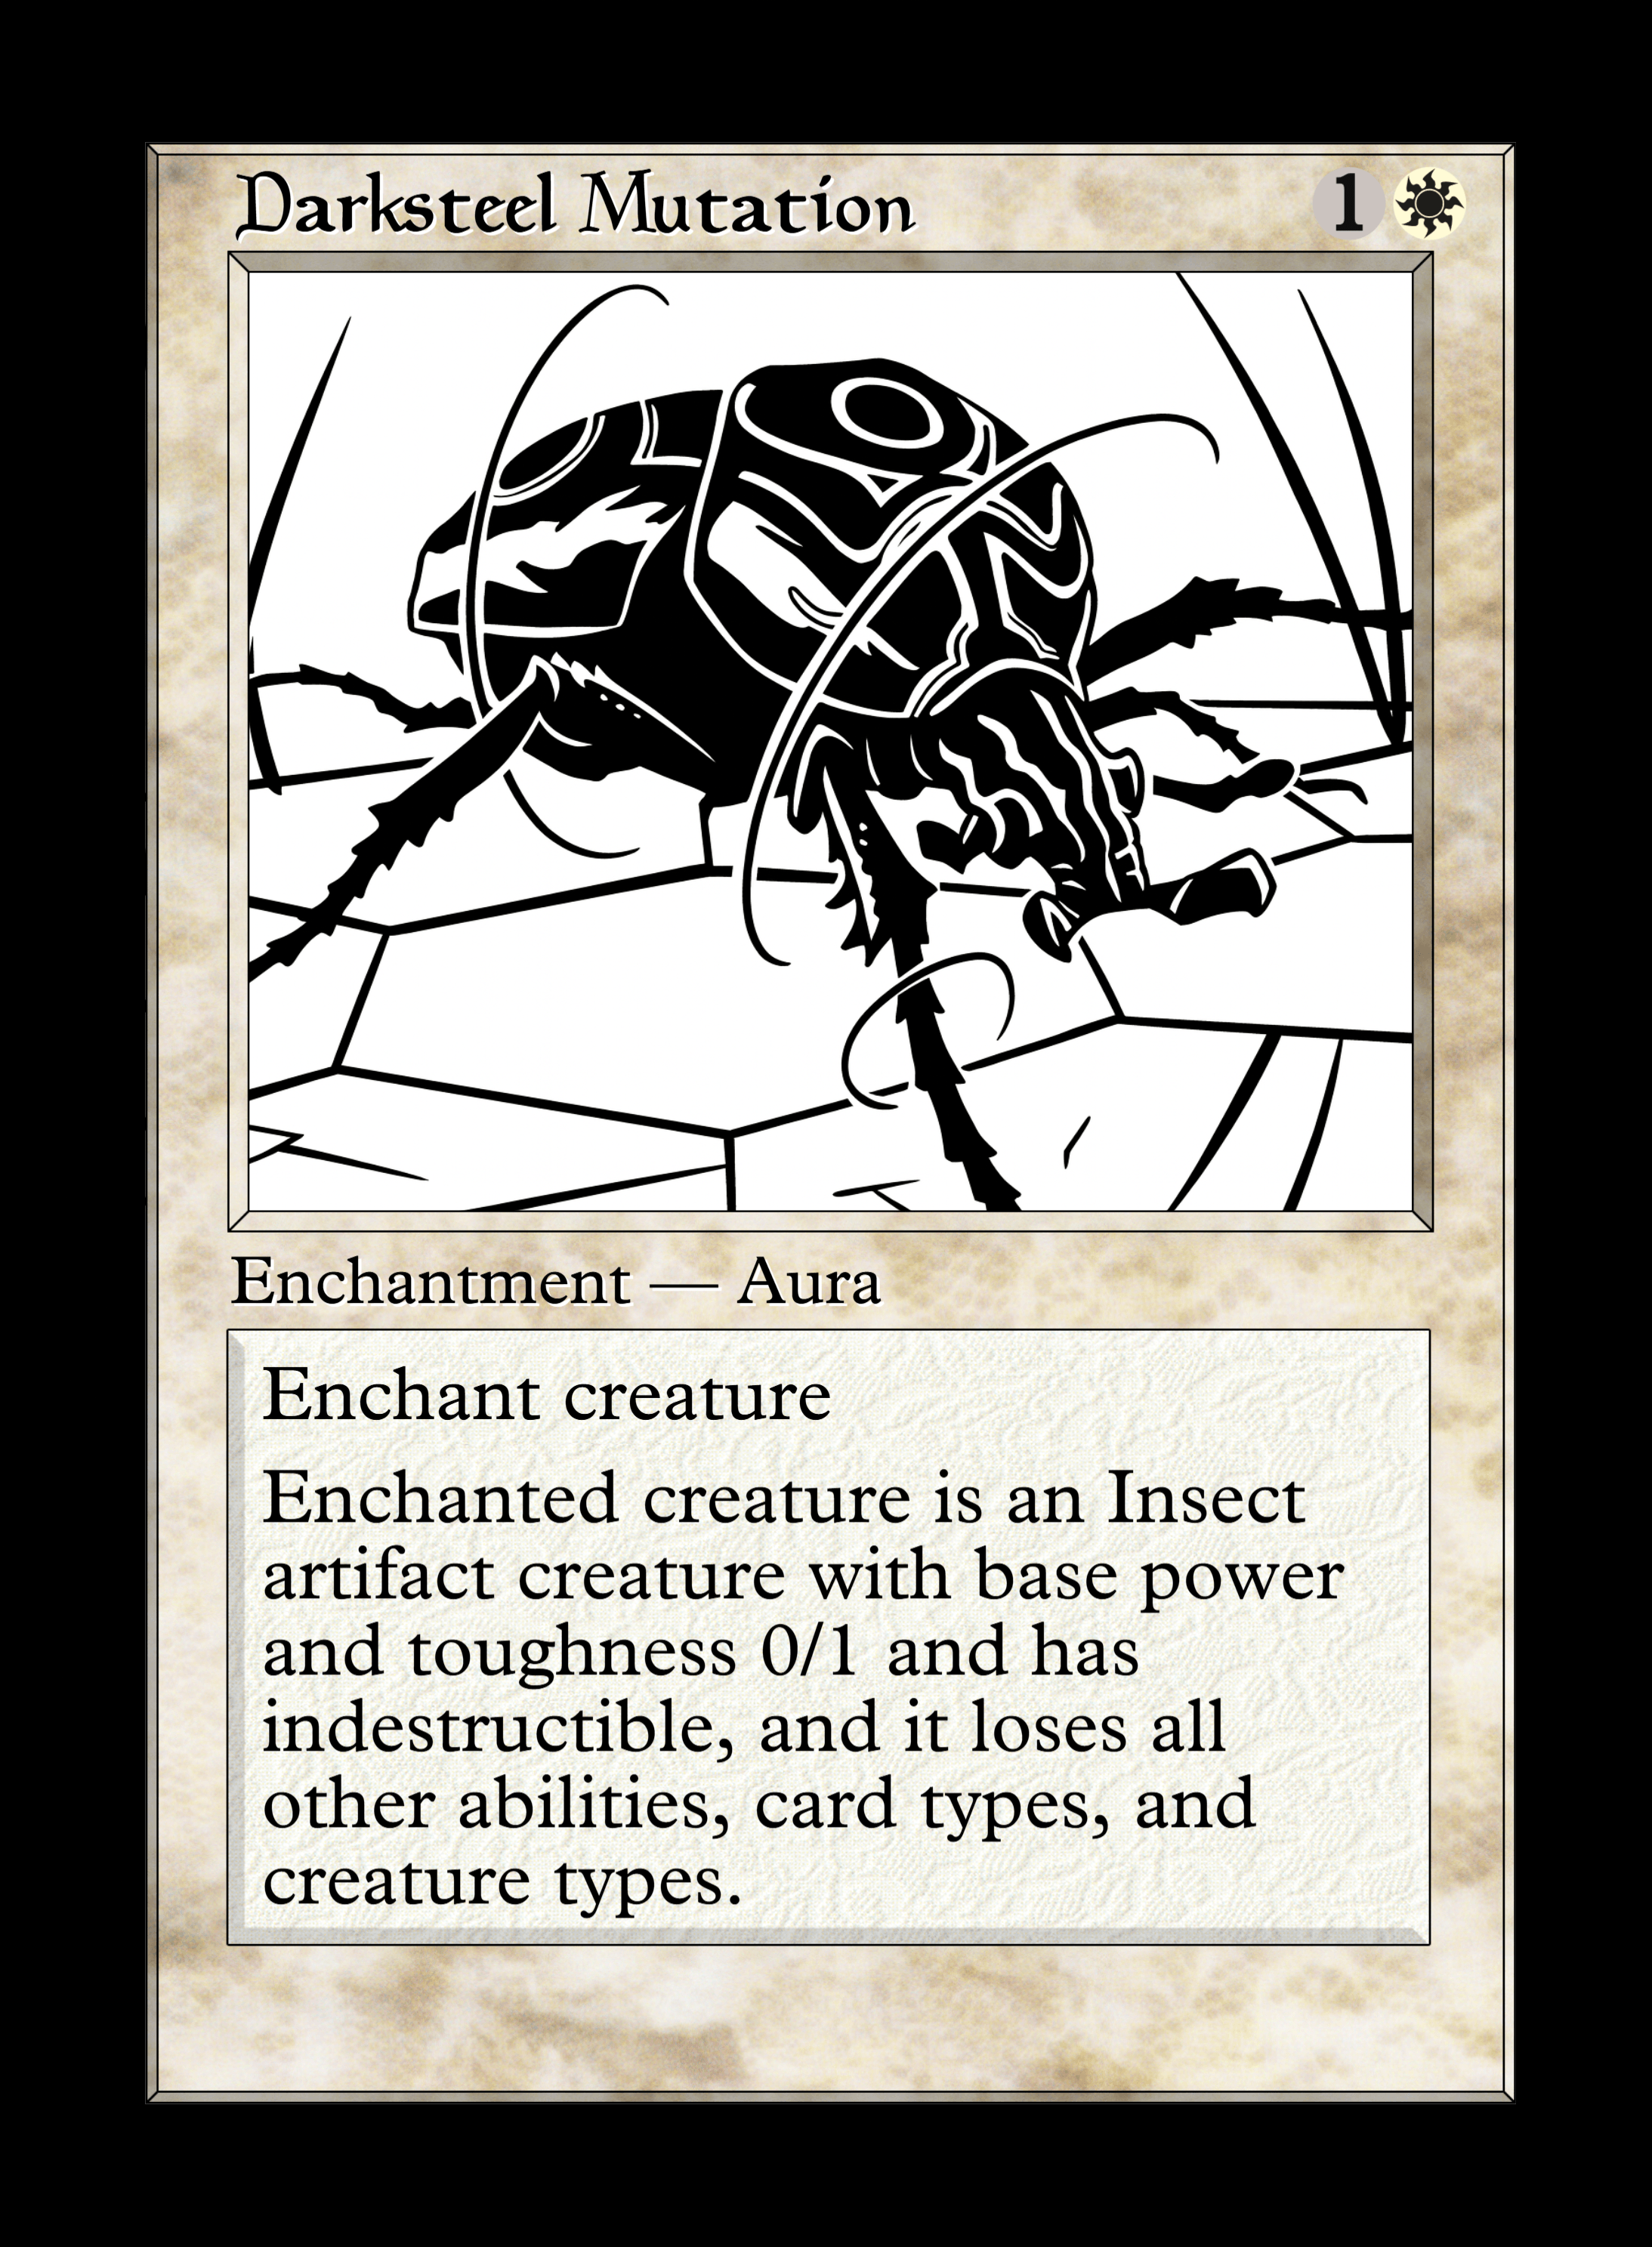 Darksteel Mutation 1
Enchantment — Aura
Enchant creature
Enchanted creature is an Insect
artifact creature with base power
and toughness 0/1 and has
indestructible, and it loses all
other abilities, card types, and
creature types.